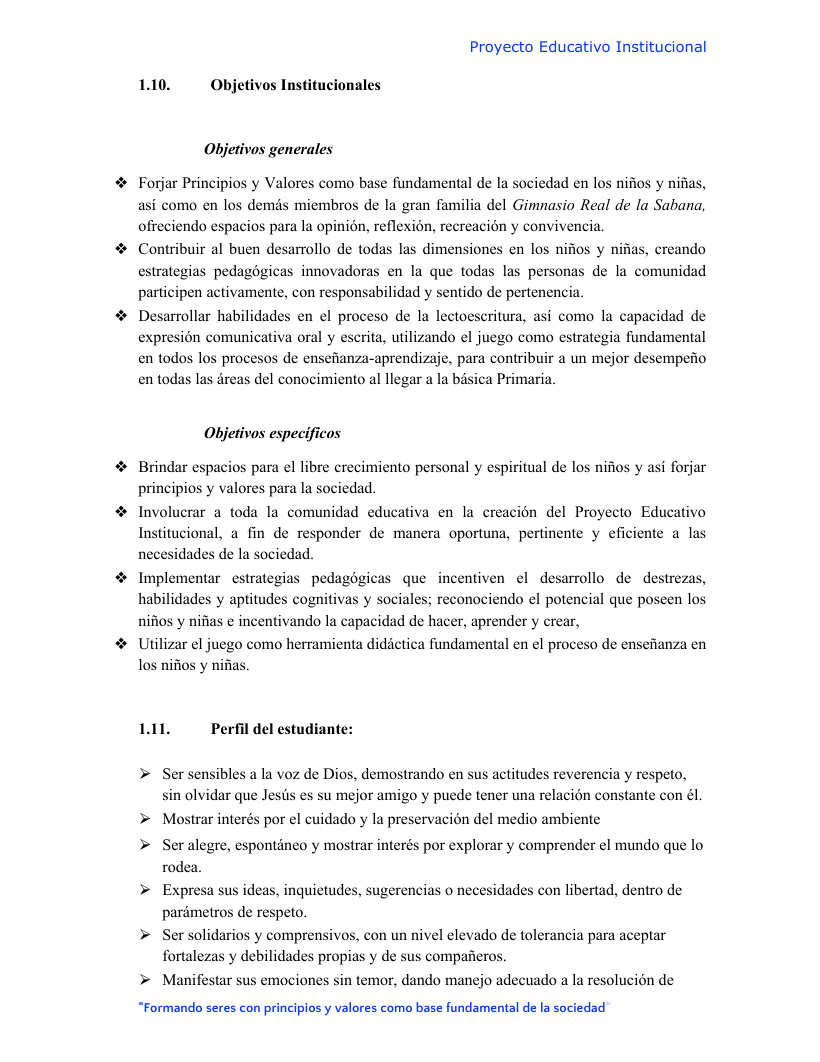 Proyecto Educativo Institucional
1.10. Objetivos Institucionales
Objetivos generales
❖ Forjar Principios y Valores como base fundamental de la sociedad en los niños y niñas,
así como en los demás miembros de la gran familia del Gimnasio Real de la Sabana,
ofreciendo espacios para la opinión, reflexión, recreación y convivencia.
❖ Contribuir al buen desarrollo de todas las dimensiones en los niños y niñas, creando
estrategias pedagógicas innovadoras en la que todas las personas de la comunidad
participen activamente, con responsabilidad y sentido de pertenencia.
❖ Desarrollar habilidades en el proceso de la lectoescritura, así como la capacidad de
expresión comunicativa oral y escrita, utilizando el juego como estrategia fundamental
en todos los procesos de enseñanza-aprendizaje, para contribuir a un mejor desempeño
en todas las áreas del conocimiento al llegar a la básica Primaria.
Objetivos específicos
❖ Brindar espacios para el libre crecimiento personal y espiritual de los niños y así forjar
principios y valores para la sociedad.
❖ Involucrar a toda la comunidad educativa en la creación del Proyecto Educativo
Institucional, a fin de responder de manera oportuna, pertinente y eficiente a las
necesidades de la sociedad.
❖ Implementar estrategias pedagógicas que incentiven el desarrollo de destrezas,
habilidades y aptitudes cognitivas y sociales; reconociendo el potencial que poseen los
niños y niñas e incentivando la capacidad de hacer, aprender y crear,
❖ Utilizar el juego como herramienta didáctica fundamental en el proceso de enseñanza en
los niños y niñas.
1.11. Perfil del estudiante:
➢ Ser sensibles a la voz de Dios, demostrando en sus actitudes reverencia y respeto,
sin olvidar que Jesús es su mejor amigo y puede tener una relación constante con él.
➢ Mostrar interés por el cuidado y la preservación del medio ambiente
➢ Ser alegre, espontáneo y mostrar interés por explorar y comprender el mundo que lo
rodea.
➢ Expresa sus ideas, inquietudes, sugerencias o necesidades con libertad, dentro de
parámetros de respeto.
➢ Ser solidarios y comprensivos, con un nivel elevado de tolerancia para aceptar
fortalezas y debilidades propias y de sus compañeros.
➢ Manifestar sus emociones sin temor, dando manejo adecuado a la resolución de
"Formando seres con principios y valores como base fundamental de la sociedad"